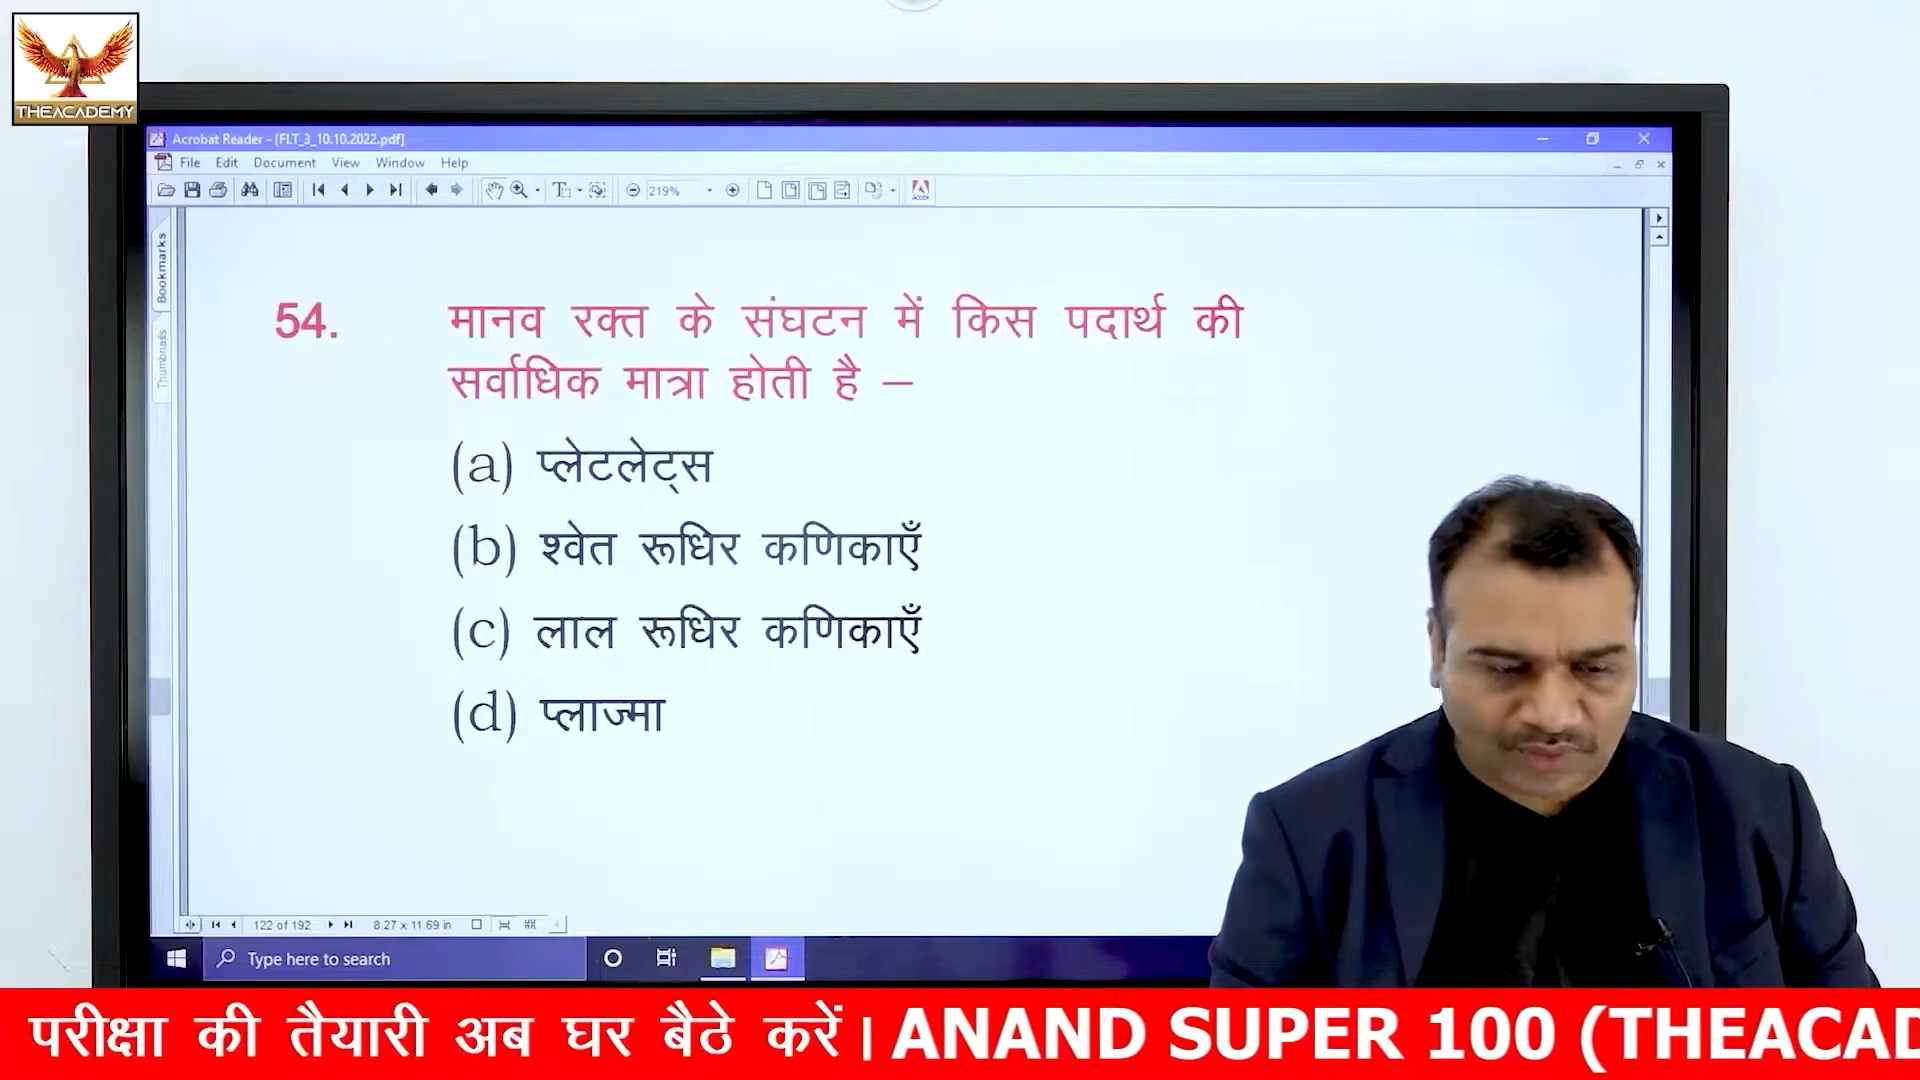 THEACADEMY
Acrobat Reader - [FLT_3_10.10.2022.pdf]
File Edit Document View Window Help
219%
Bookmarks
Thumbnails
54. मानव रक्त के संघटन में किस पदार्थ की
सर्वाधिक मात्रा होती है –
(a) प्लेटलेट्स
(b) श्वेत रूधिर कणिकाएँ
(c) लाल रूधिर कणिकाएँ
(d) प्लाज्मा
122 of 192 8.27 x 11.69 in
Type here to search
परीक्षा की तैयारी अब घर बैठे करें। ANAND SUPER 100 (THEACAD